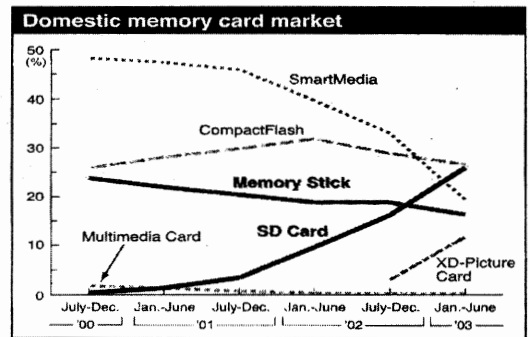 Domestic memory card market
50
(%)
SmartMedia
40
CompactFlash
30
Memory Stick
20
Multimedia Card
SD Card
10
XD-Picture
Card
0
July-Dec. Jan.-June July-Dec. Jan.-June July-Dec. Jan.-June
'00 '01 '02 '03